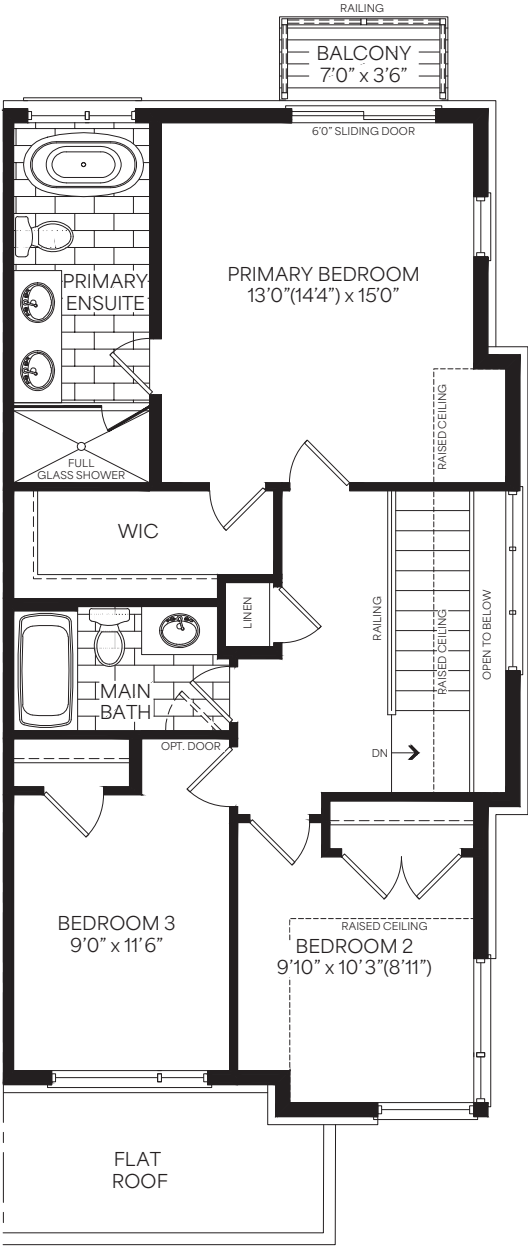 RAILING
BALCONY
7’0” x 3’6”
6’0” SLIDING DOOR
PRIMARY
ENSUITE
PRIMARY BEDROOM
13’0”(14’4”) x 15’0”
RAISED CEILING
FULL
GLASS SHOWER
WIC
LINEN
RAILING
RAISED CEILING
OPEN TO BELOW
MAIN
BATH
OPT. DOOR
DN
BEDROOM 3
9’0” x 11’6”
RAISED CEILING
BEDROOM 2
9’10” x 10’3”(8’11”)
FLAT
ROOF